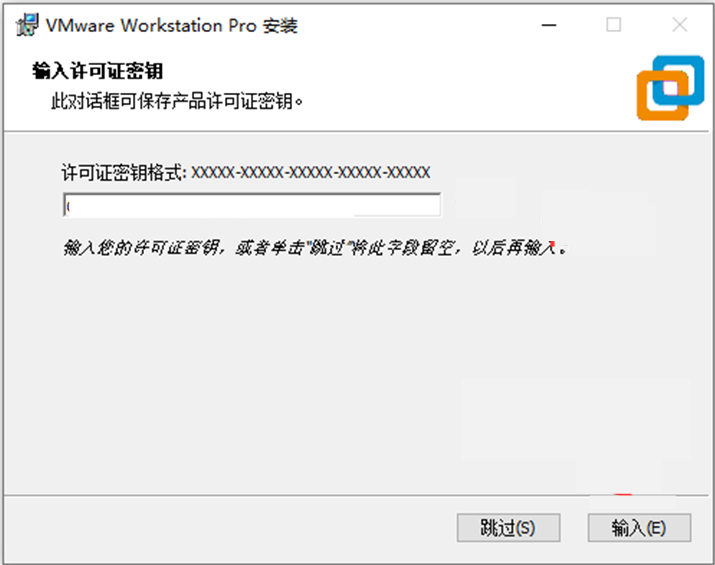 VMware Workstation Pro 安装
输入许可证密钥
此对话框可保存产品许可证密钥。
许可证密钥格式: XXXXX-XXXXX-XXXXX-XXXXX-XXXXX
输入您的许可证密钥，或者单击"跳过"将此字段留空，以后再输入。
跳过(S)
输入(E)